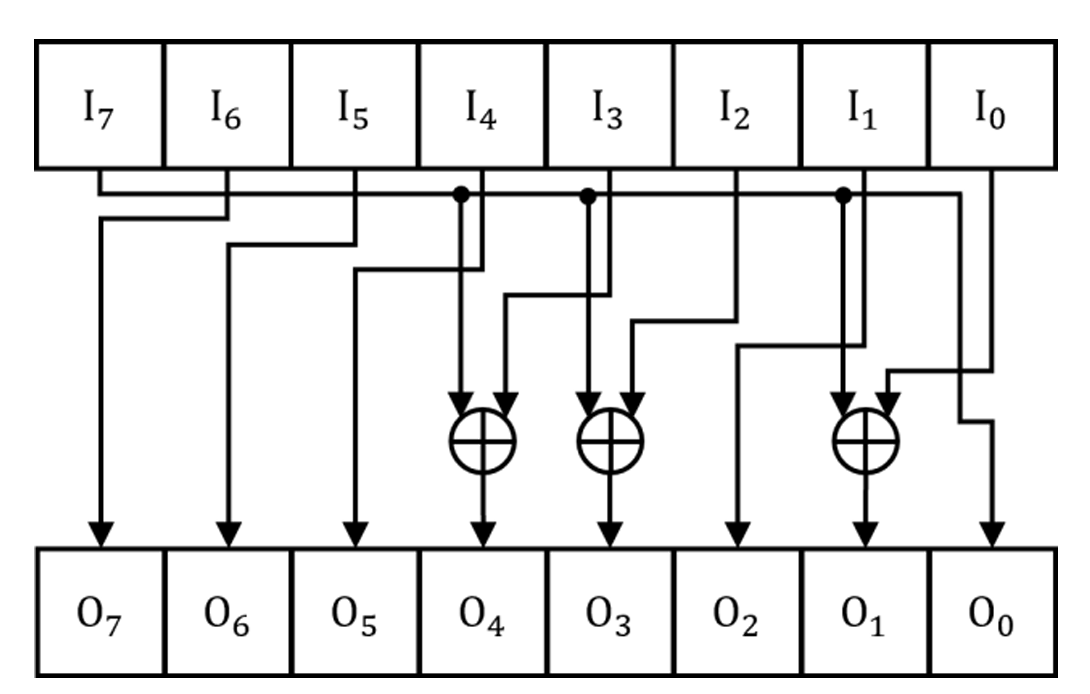 I₇ I₆ I₅ I₄ I₃ I₂ I₁ I₀
O₇ O₆ O₅ O₄ O₃ O₂ O₁ O₀